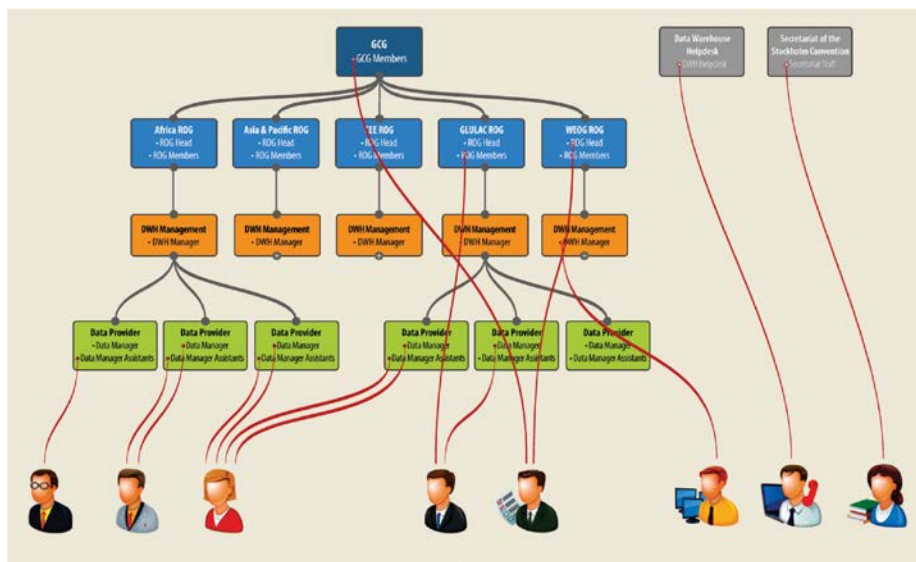 GCG
• GCG Members
Data Warehouse
Helpdesk
• DWH Helpdesk
Secretariat of the
Stockholm Convention
• Secretariat Staff
Africa ROG
• ROG Head
• ROG Members
Asia & Pacific ROG
• ROG Head
• ROG Members
CEE ROG
• ROG Head
• ROG Members
GLULAC ROG
• ROG Head
• ROG Members
WEOG ROG
• ROG Head
• ROG Members
DWH Management
• DWH Manager
DWH Management
• DWH Manager
DWH Management
• DWH Manager
DWH Management
• DWH Manager
DWH Management
• DWH Manager
Data Provider
• Data Manager
• Data Manager Assistants
Data Provider
• Data Manager
• Data Manager Assistants
Data Provider
• Data Manager
• Data Manager Assistants
Data Provider
• Data Manager
• Data Manager Assistants
Data Provider
• Data Manager
• Data Manager Assistants
Data Provider
• Data Manager
• Data Manager Assistants